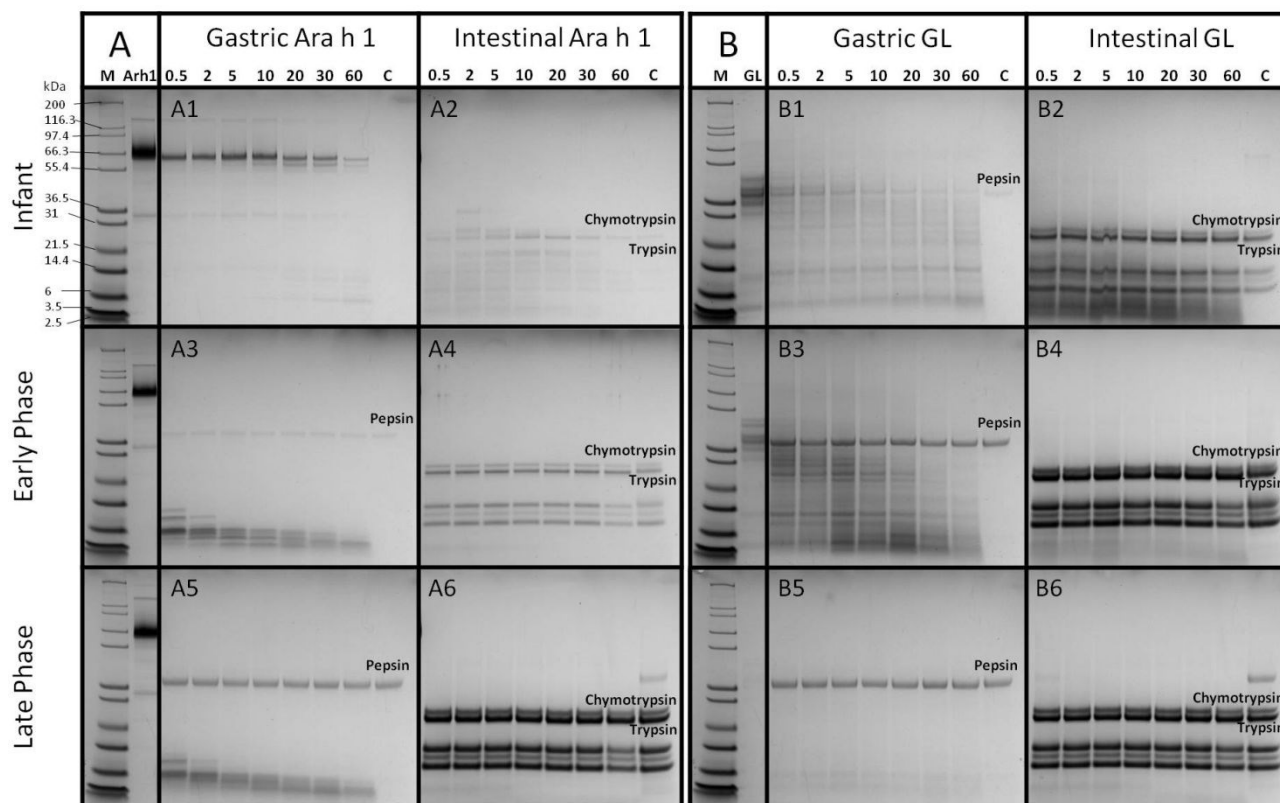 A Gastric Ara h 1 Intestinal Ara h 1 B Gastric GL Intestinal GL
M Arh1 0.5 2 5 10 20 30 60 C 0.5 2 5 10 20 30 60 C M GL 0.5 2 5 10 20 30 60 C 0.5 2 5 10 20 30 60 C
kDa
200
116.3
97.4
66.3
55.4
36.5
31
21.5
14.4
6
3.5
2.5
Infant
A1
A2
Chymotrypsin
Trypsin
B1
Pepsin
B2
Chymotrypsin
Trypsin
Early Phase
A3
Pepsin
A4
Chymotrypsin
Trypsin
B3
Pepsin
B4
Chymotrypsin
Trypsin
Late Phase
A5
Pepsin
A6
Chymotrypsin
Trypsin
B5
Pepsin
B6
Chymotrypsin
Trypsin